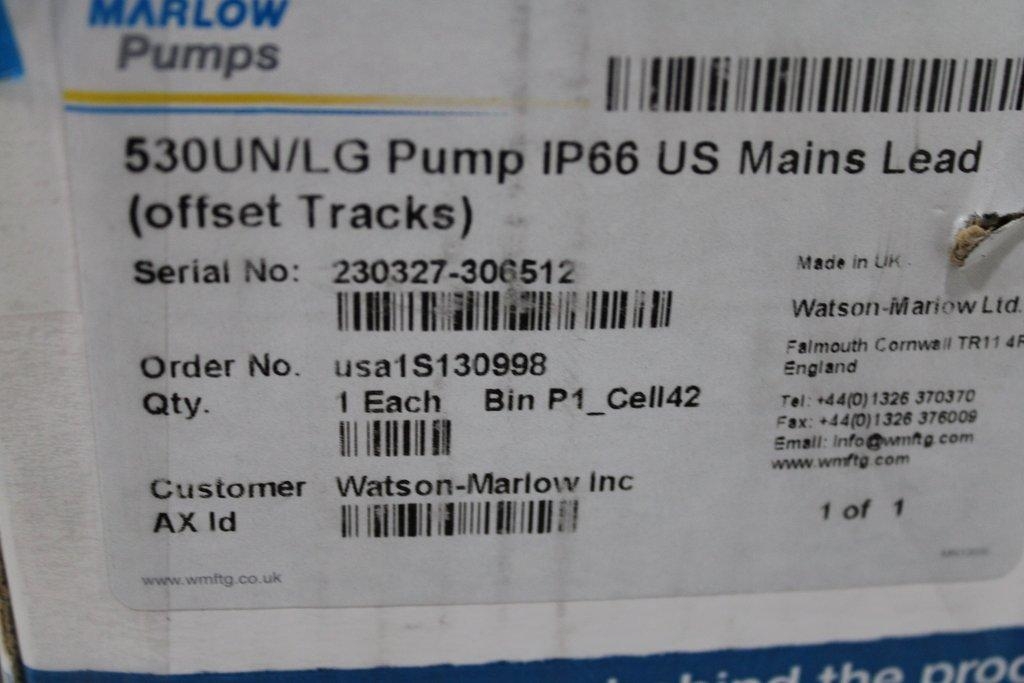 MARLOW
Pumps
530UN/LG Pump IP66 US Mains Lead
(offset Tracks)
Serial No: 230327-306512
Order No. usa1S130998
Qty. 1 Each Bin P1_Cell42
Customer Watson-Marlow Inc
AX Id
www.wmftg.co.uk
Made in UK
Watson-Marlow Ltd.
Falmouth Cornwall TR11 4R
England
Tel: +44(0)1326 370370
Fax: +44(0)1326 376009
Email: info@wmftg.com
www.wmftg.com
1 of 1
behind the proc